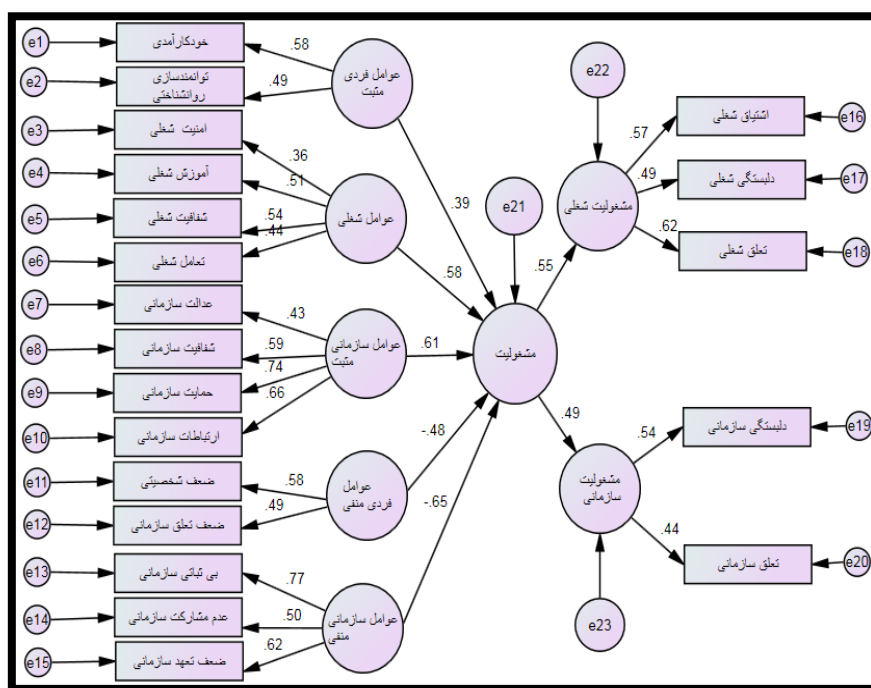 e1
خودکارآمدی
.58
e2
توانمندسازی
روانشناختی
.49
عوامل فردی
مثبت
e3
امنیت شغلی
.36
e4
آموزش شغلی
.51
e5
شفافیت شغلی
.54
e6
تعامل شغلی
.44
عوامل شغلی
e7
عدالت سازمانی
.43
e8
شفافیت سازمانی
.59
e9
حمایت سازمانی
.74
e10
ارتباطات سازمانی
.66
عوامل سازمانی
مثبت
e11
ضعف شخصیتی
.58
e12
ضعف تعلق سازمانی
.49
عوامل
فردی منفی
e13
بی ثباتی سازمانی
.77
e14
عدم مشارکت سازمانی
.50
e15
ضعف تعهد سازمانی
.62
عوامل سازمانی
منفی
.39
.58
.61
-.48
-.65
e21
مشغولیت
.55
.49
e22
مشغولیت شغلی
.57
اشتیاق شغلی
e16
.49
دلبستگی شغلی
e17
.62
تعلق شغلی
e18
مشغولیت
سازمانی
e23
.54
دلبستگی سازمانی
e19
.44
تعلق سازمانی
e20